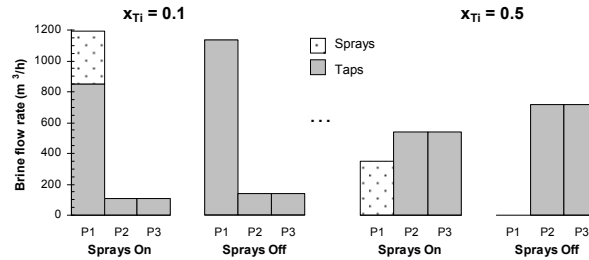 x_Ti = 0.1
x_Ti = 0.5
Brine flow rate (m³/h)
1200
1000
800
600
400
200
0
Sprays
Taps
...
P1 P2 P3 P1 P2 P3 P1 P2 P3 P1 P2 P3
Sprays On Sprays Off Sprays On Sprays Off